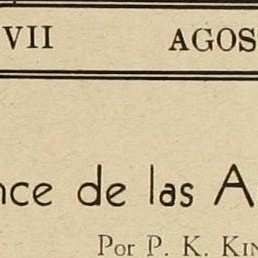 VII AGOS
nce de las A
Por P. K. KIN